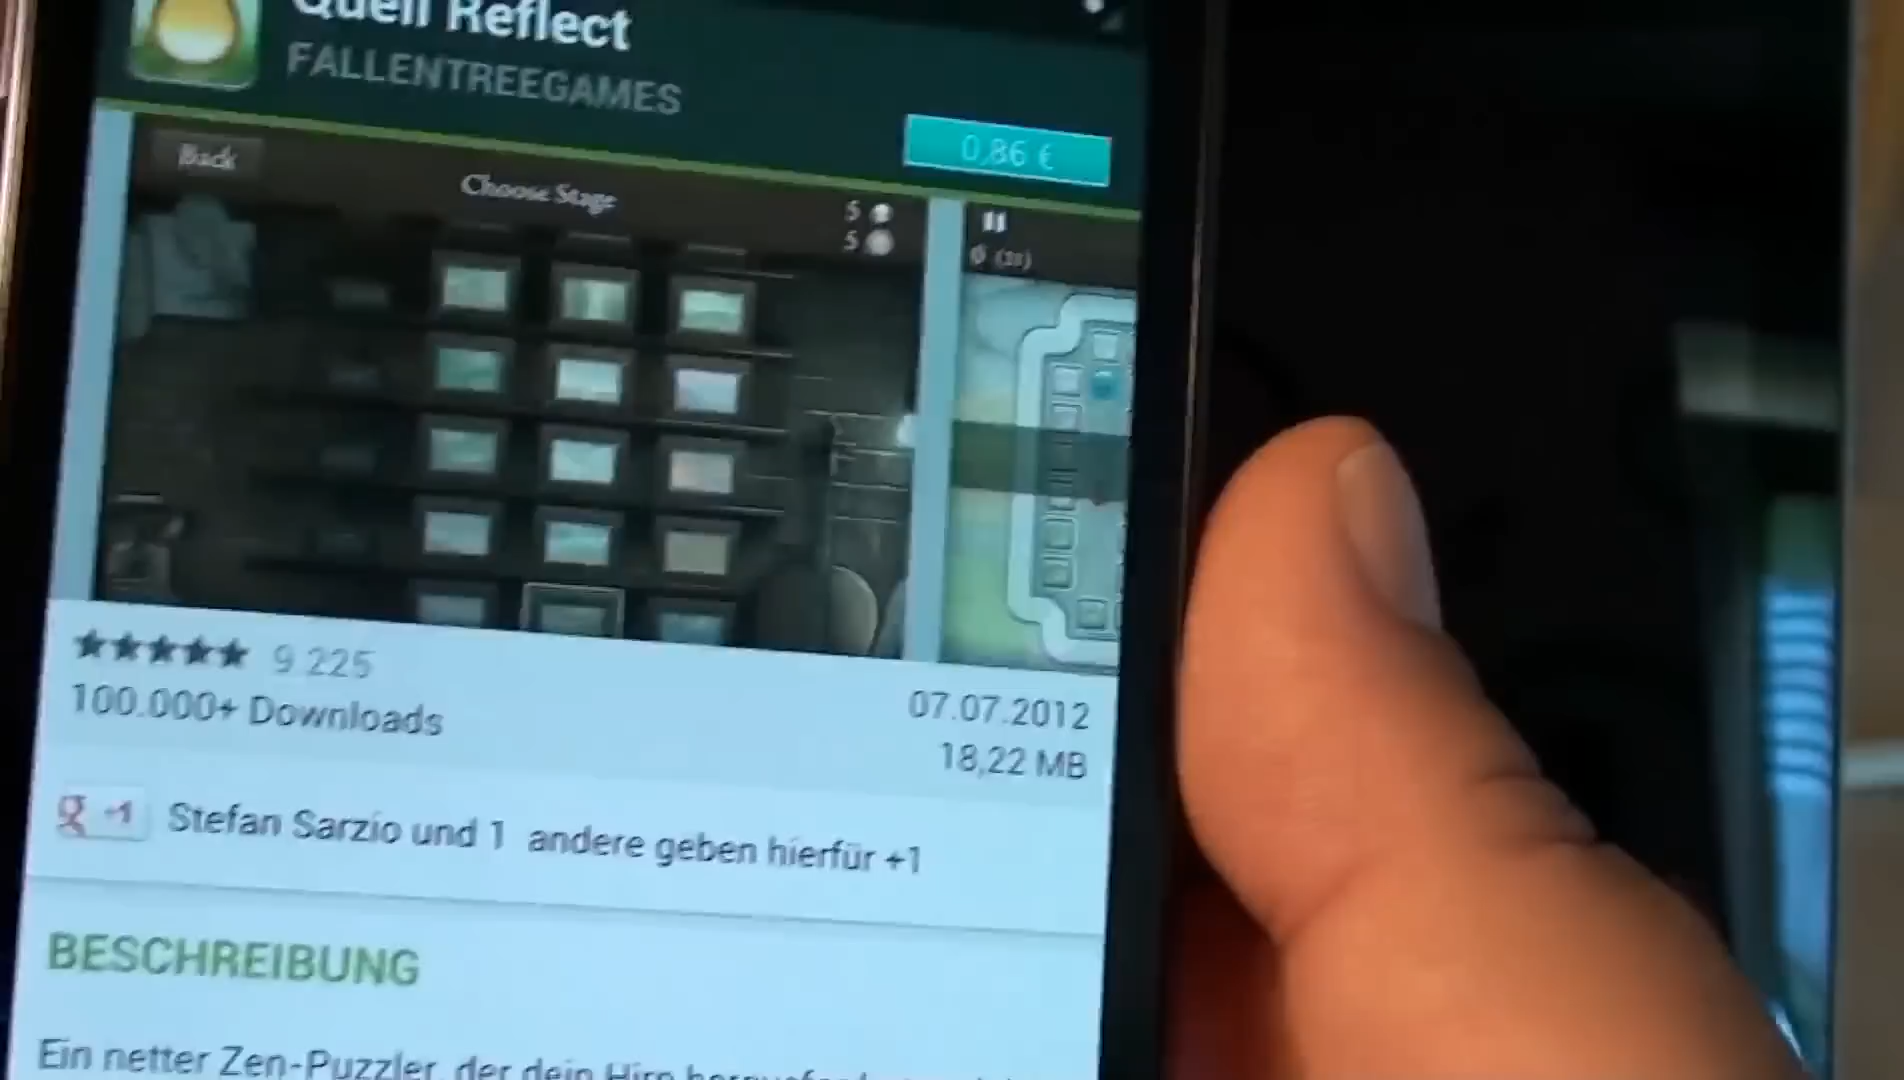 Quell Reflect
FALLENTREEGAMES
0,86 €
Back
Choose Stage
5
5
★★★★★ 9.225
100.000+ Downloads
07.07.2012
18,22 MB
+1 Stefan Sarzio und 1 andere geben hierfür +1
BESCHREIBUNG
Ein netter Zen-Puzzler, der dein Hirn